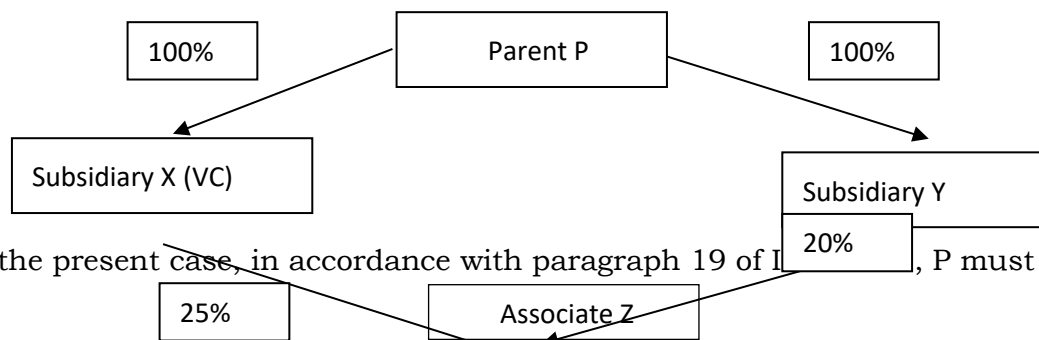 100%
Parent P
100%
Subsidiary X (VC)
Subsidiary Y
20%
the present case, in accordance with paragraph 19 of , P must
25%
Associate Z